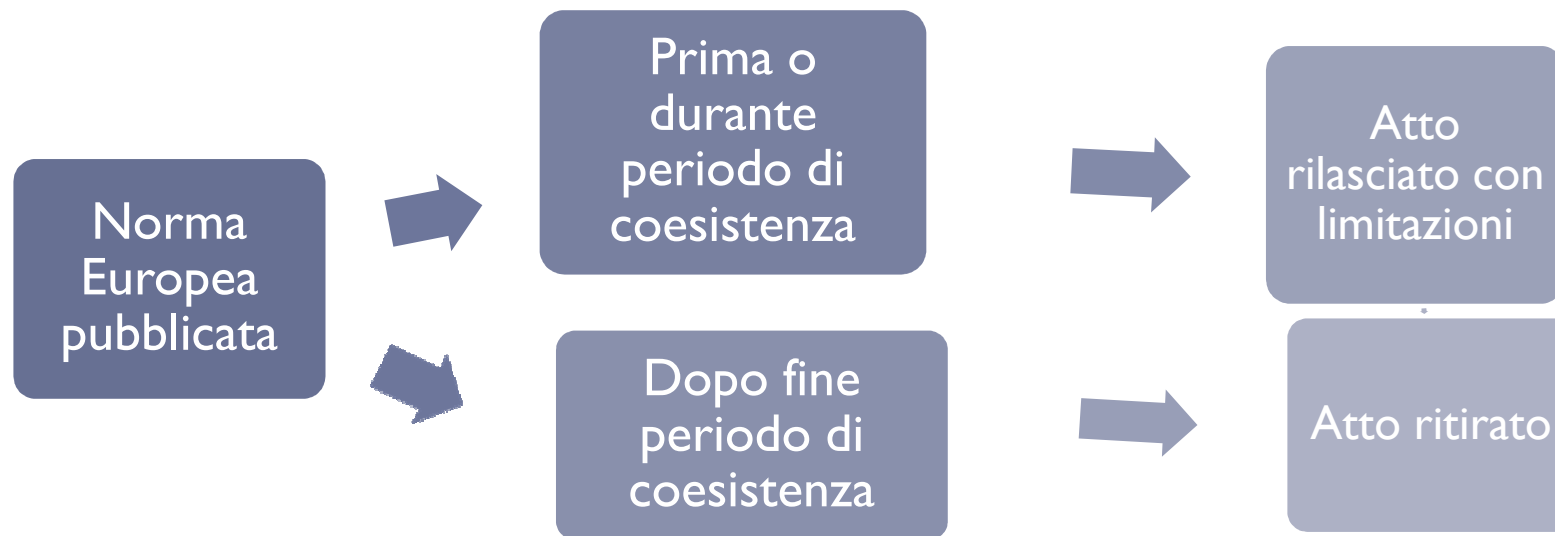 Norma
Europea
pubblicata
Prima o
durante
periodo di
coesistenza
Atto
rilasciato con
limitazioni
Dopo fine
periodo di
coesistenza
Atto ritirato